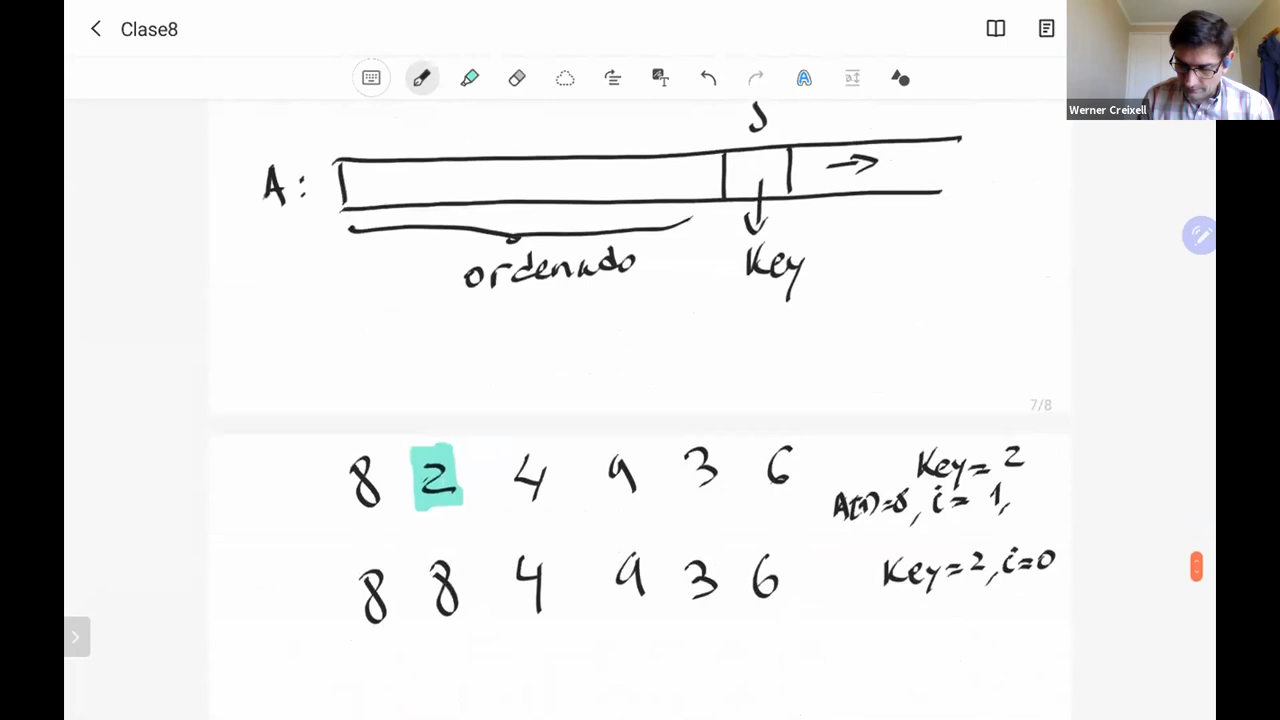 Clase8
Werner Creixell
J
A:
ordenado
Key
7/8
8 2 4 9 3 6 Key = 2
A[1]=8, i = 1,
8 8 4 9 3 6 Key=2, i=0